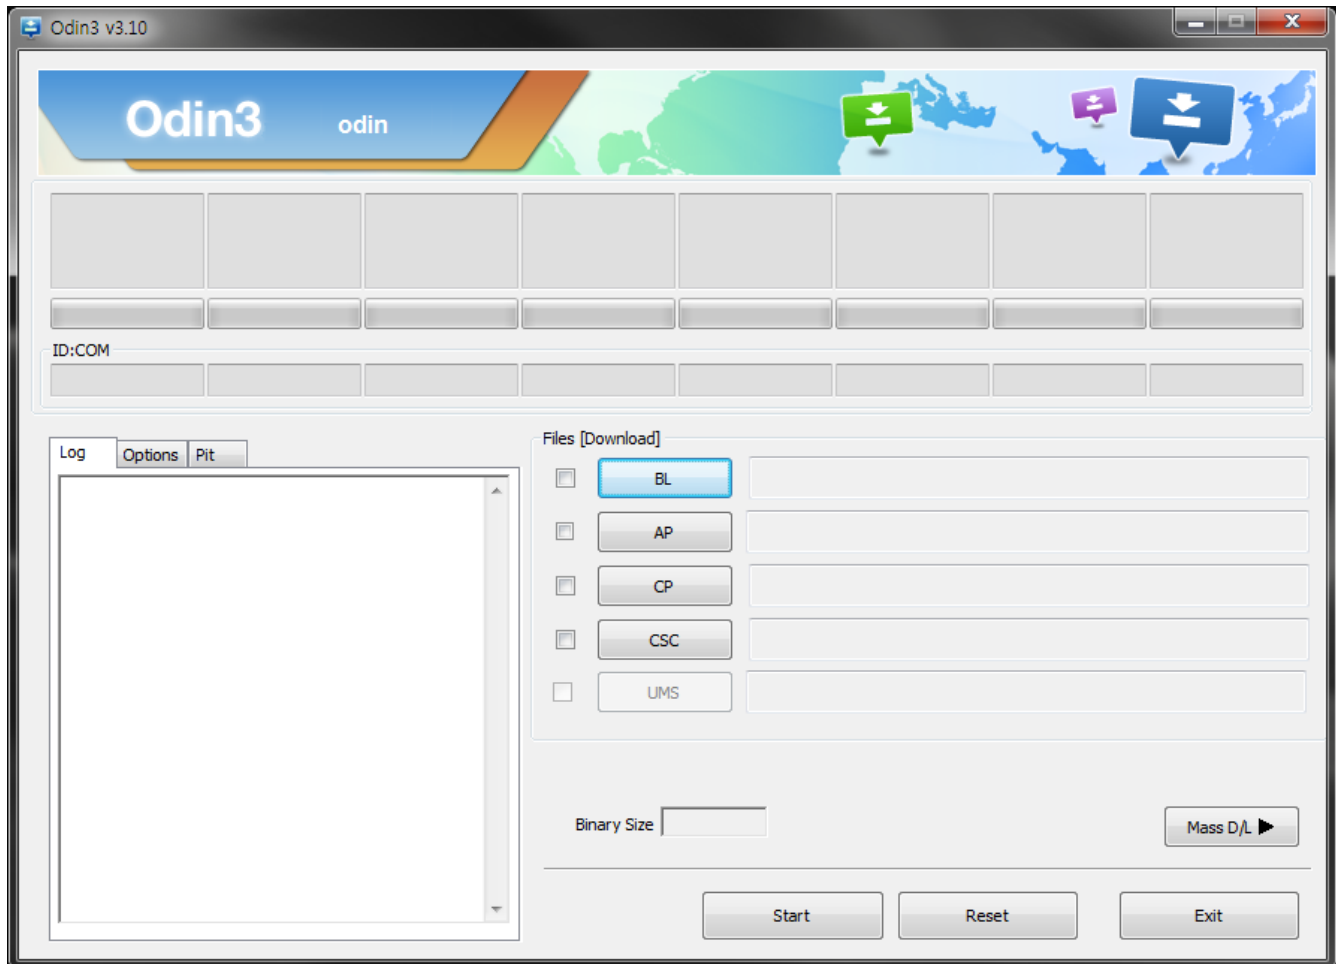 Odin3 v3.10
Odin3 odin
ID:COM
Log Options Pit
Files [Download]
BL
AP
CP
CSC
UMS
Binary Size
Mass D/L ▶
Start Reset Exit